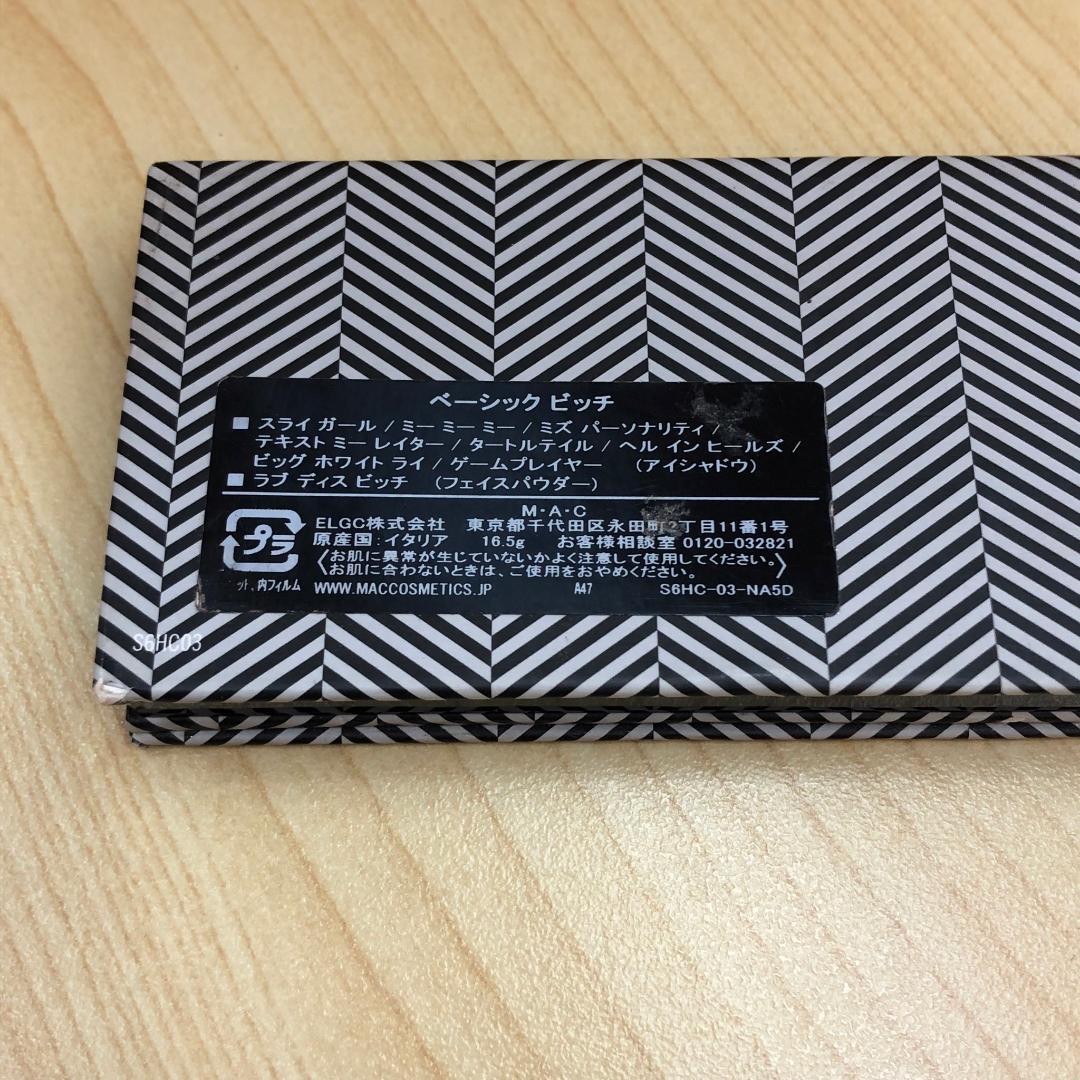 ベーシック ビッチ
■ スライ ガール / ミー ミー ミー / ミズ パーソナリティ /
テキスト ミー レイター / タートルテイル / ヘル イン ヒールズ /
ビッグ ホワイト ライ / ゲームプレイヤー (アイシャドウ)
■ ラブ ディス ビッチ (フェイスパウダー)
M・A・C
プラ
ELGC株式会社 東京都千代田区永田町2丁目11番1号
原産国：イタリア 16.5g お客様相談室 0120-032821
〈お肌に異常が生じていないかよく注意して使用してください。
お肌に合わないときは、ご使用をおやめください。〉
ット、内フィルム WWW.MACCOSMETICS.JP A47 S6HC-03-NA5D
S6HC03